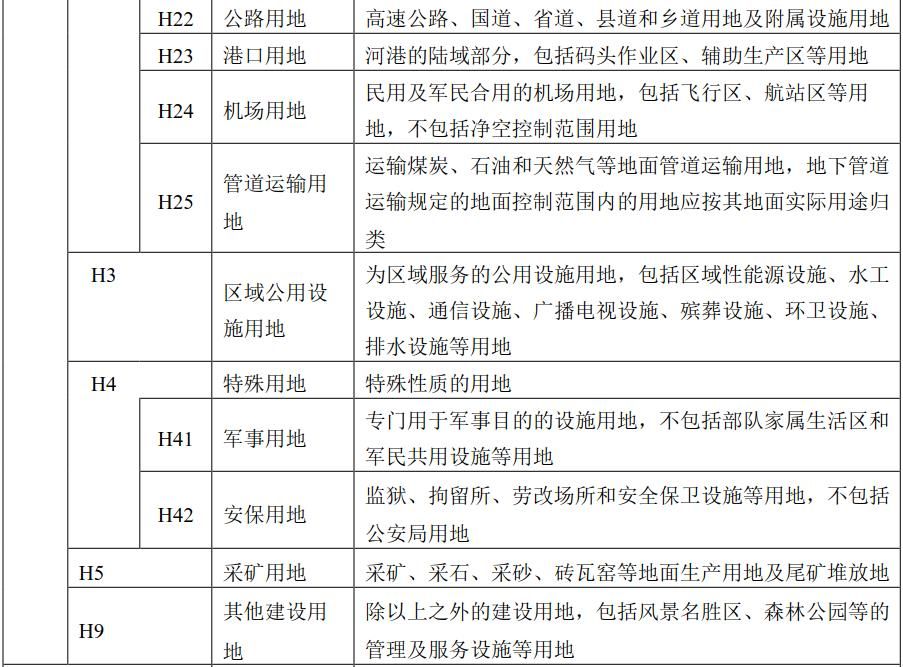 H22 公路用地 高速公路、国道、省道、县道和乡道用地及附属设施用地
H23 港口用地 河港的陆域部分，包括码头作业区、辅助生产区等用地
H24 机场用地 民用及军民合用的机场用地，包括飞行区、航站区等用
地，不包括净空控制范围用地
H25 管道运输用
地 运输煤炭、石油和天然气等地面管道运输用地，地下管道
运输规定的地面控制范围内的用地应按其地面实际用途归
类
H3 区域公用设
施用地 为区域服务的公用设施用地，包括区域性能源设施、水工
设施、通信设施、广播电视设施、殡葬设施、环卫设施、
排水设施等用地
H4 特殊用地 特殊性质的用地
H41 军事用地 专门用于军事目的的设施用地，不包括部队家属生活区和
军民共用设施等用地
H42 安保用地 监狱、拘留所、劳改场所和安全保卫设施等用地，不包括
公安局用地
H5 采矿用地 采矿、采石、采砂、砖瓦窑等地面生产用地及尾矿堆放地
H9 其他建设用
地 除以上之外的建设用地，包括风景名胜区、森林公园等的
管理及服务设施等用地